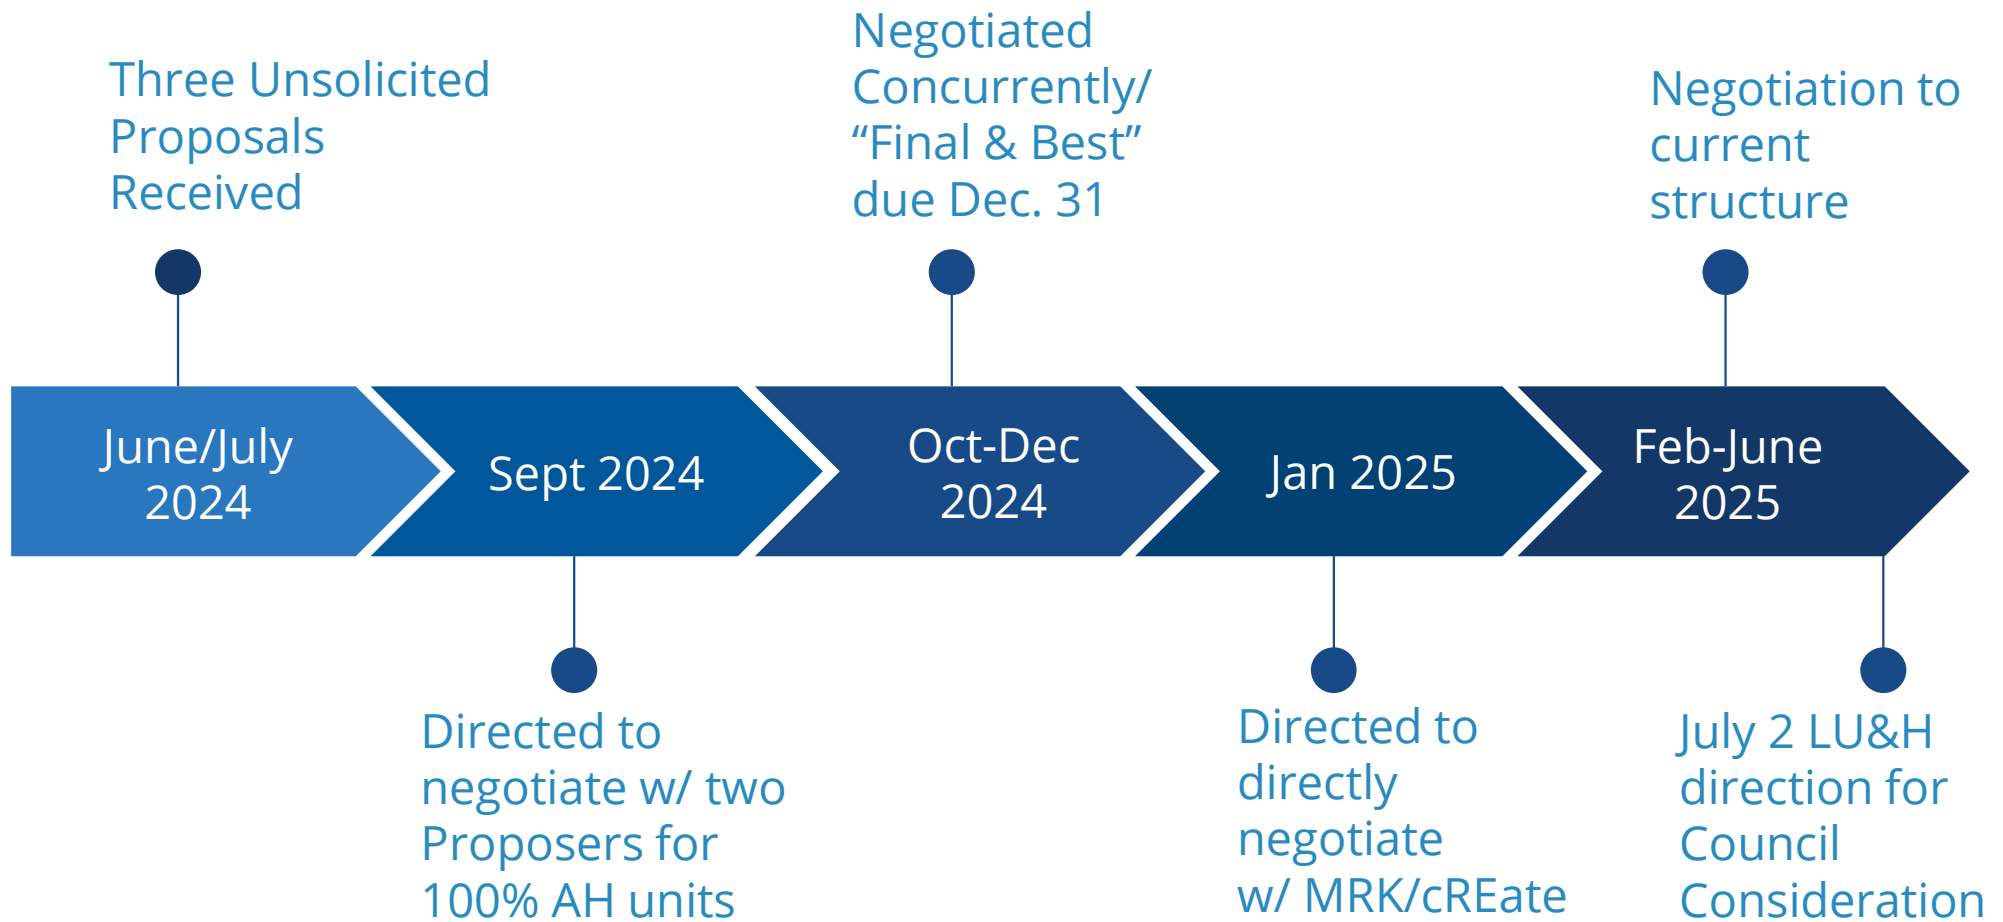 Three Unsolicited
Proposals
Received
Negotiated
Concurrently/
“Final & Best”
due Dec. 31
Negotiation to
current
structure
June/July
2024
Sept 2024
Oct-Dec
2024
Jan 2025
Feb-June
2025
Directed to
negotiate w/ two
Proposers for
100% AH units
Directed to
directly
negotiate
w/ MRK/cREate
July 2 LU&H
direction for
Council
Consideration